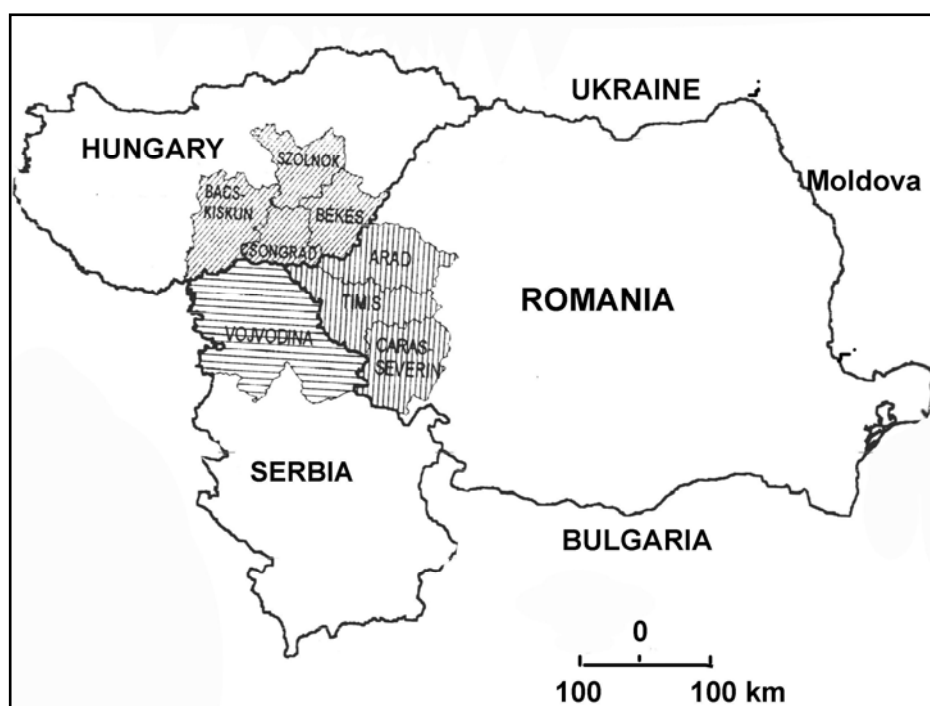 UKRAINE
HUNGARY
SZOLNOK
Moldova
BACS-
KISKUN
BEKES
CSONGRAD
ARAD
ROMANIA
TIMIS
VOJVODINA
CARAS-
SEVERIN
SERBIA
BULGARIA
0
100 100 km